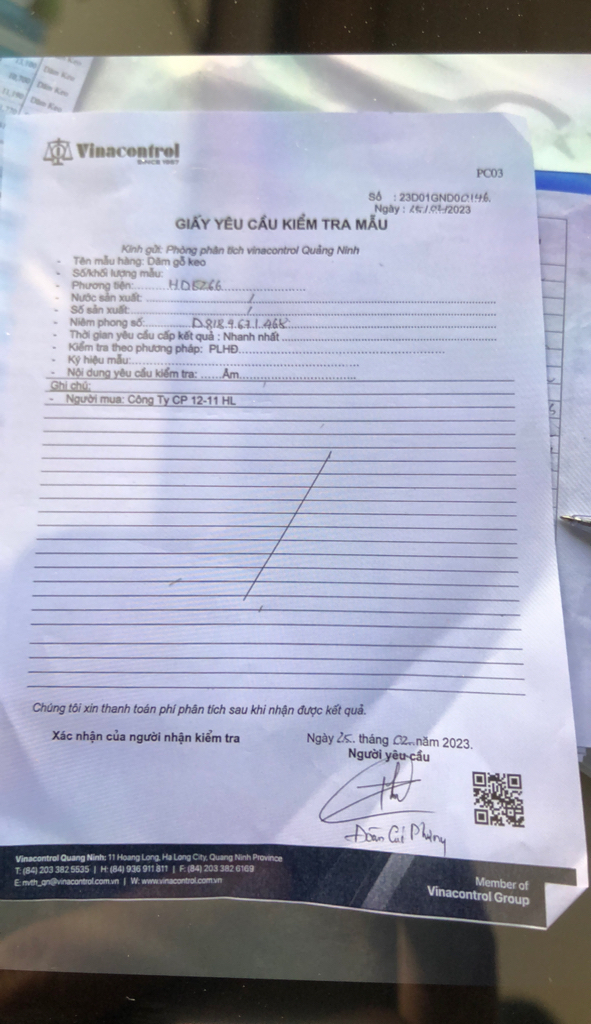 Vinacontrol
SINCE 1957
PC03
Số : 23D01GND00146.
Ngày : 25/02/2023
GIẤY YÊU CẦU KIỂM TRA MẪU
Kính gửi: Phòng phân tích vinacontrol Quảng Ninh
- Tên mẫu hàng: Dăm gỗ keo
- Số/khối lượng mẫu:
- Phương tiện:
- Nước sản xuất: /
- Số sản xuất: /
- Niêm phong số:
- Thời gian yêu cầu cấp kết quả : Nhanh nhất
- Kiểm tra theo phương pháp: PLHĐ
- Ký hiệu mẫu:
- Nội dung yêu cầu kiểm tra: Ẩm
Ghi chú:
- Người mua: Công Ty CP 12-11 HL
Chúng tôi xin thanh toán phí phân tích sau khi nhận được kết quả.
Xác nhận của người nhận kiểm tra
Ngày 25. tháng 02. năm 2023.
Người yêu cầu
Vinacontrol Quang Ninh: 11 Hoang Long, Ha Long City, Quang Ninh Province
T: (84) 203 382 5535 | H: (84) 936 911 811 | F: (84) 203 382 6169
E: nvth_qn@vinacontrol.com.vn | W: www.vinacontrol.com.vn
Member of
Vinacontrol Group